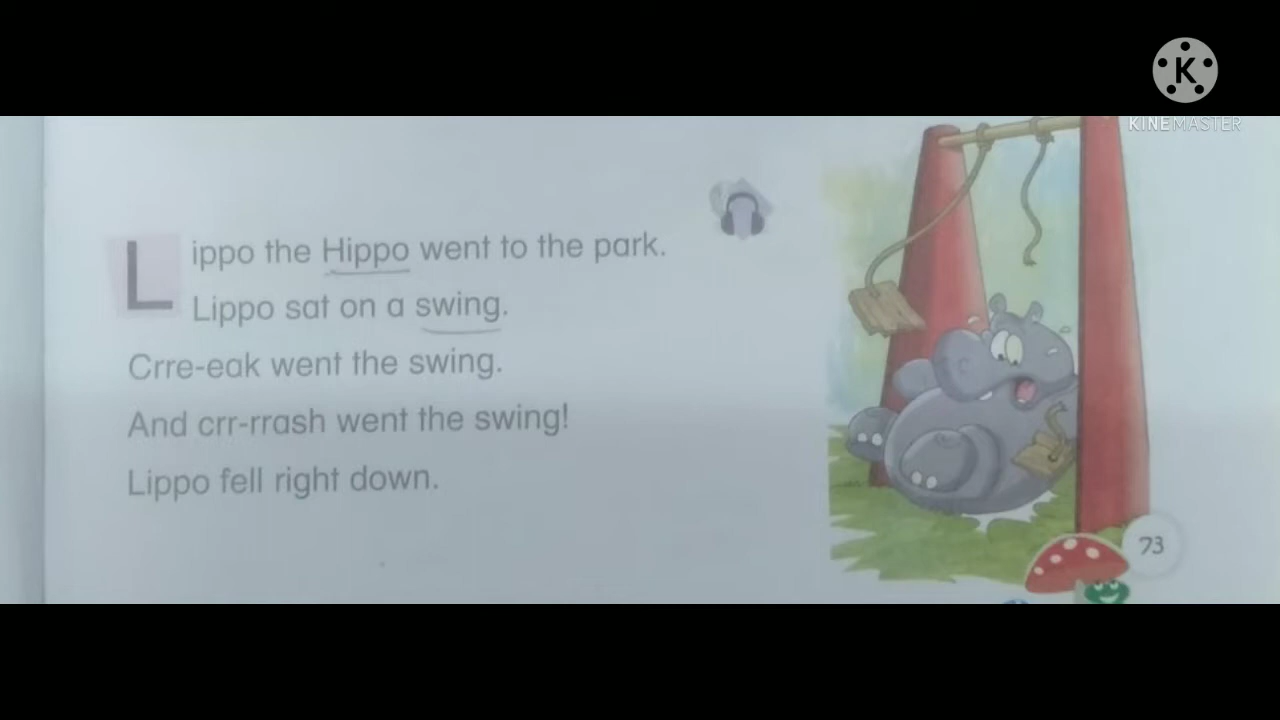 K
KINEMASTER
Lippo the Hippo went to the park.
Lippo sat on a swing.
Crre-eak went the swing.
And crr-rrash went the swing!
Lippo fell right down.
73